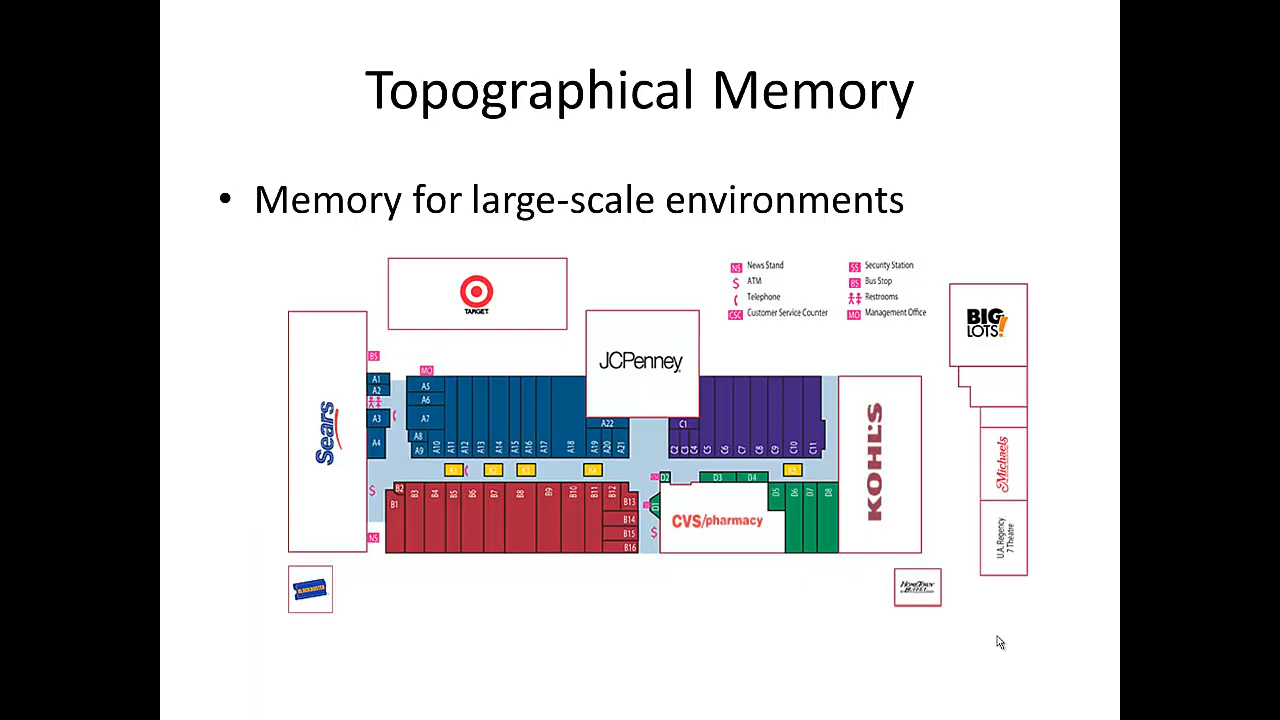 Topographical Memory
• Memory for large-scale environments
NS News Stand
$ ATM
Telephone
CSC Customer Service Counter
SS Security Station
BS Bus Stop
Restrooms
MO Management Office
TARGET
JCPenney
BIG LOTS!
Sears
BS
MO
A1
A2
A3
A4
A5
A6
A7
A8
A9
A10
A11
A12
A13
A14
A15
A16
A17
A18
A19
A20
A21
A22
C1
C2
C3
C4
C5
C6
C7
C8
C9
C10
C11
KOHL'S
Michaels
U.A. Regency
7 Theatre
K1
K2
K3
K4
K5
$
NS
B1
B2
B3
B4
B5
B6
B7
B8
B9
B10
B11
B12
B13
B14
B15
B16
$
D1
D2
D3
D4
D5
D6
D7
D8
CVS/pharmacy
BLOCKBUSTER
HOMETOWN
BUFFET